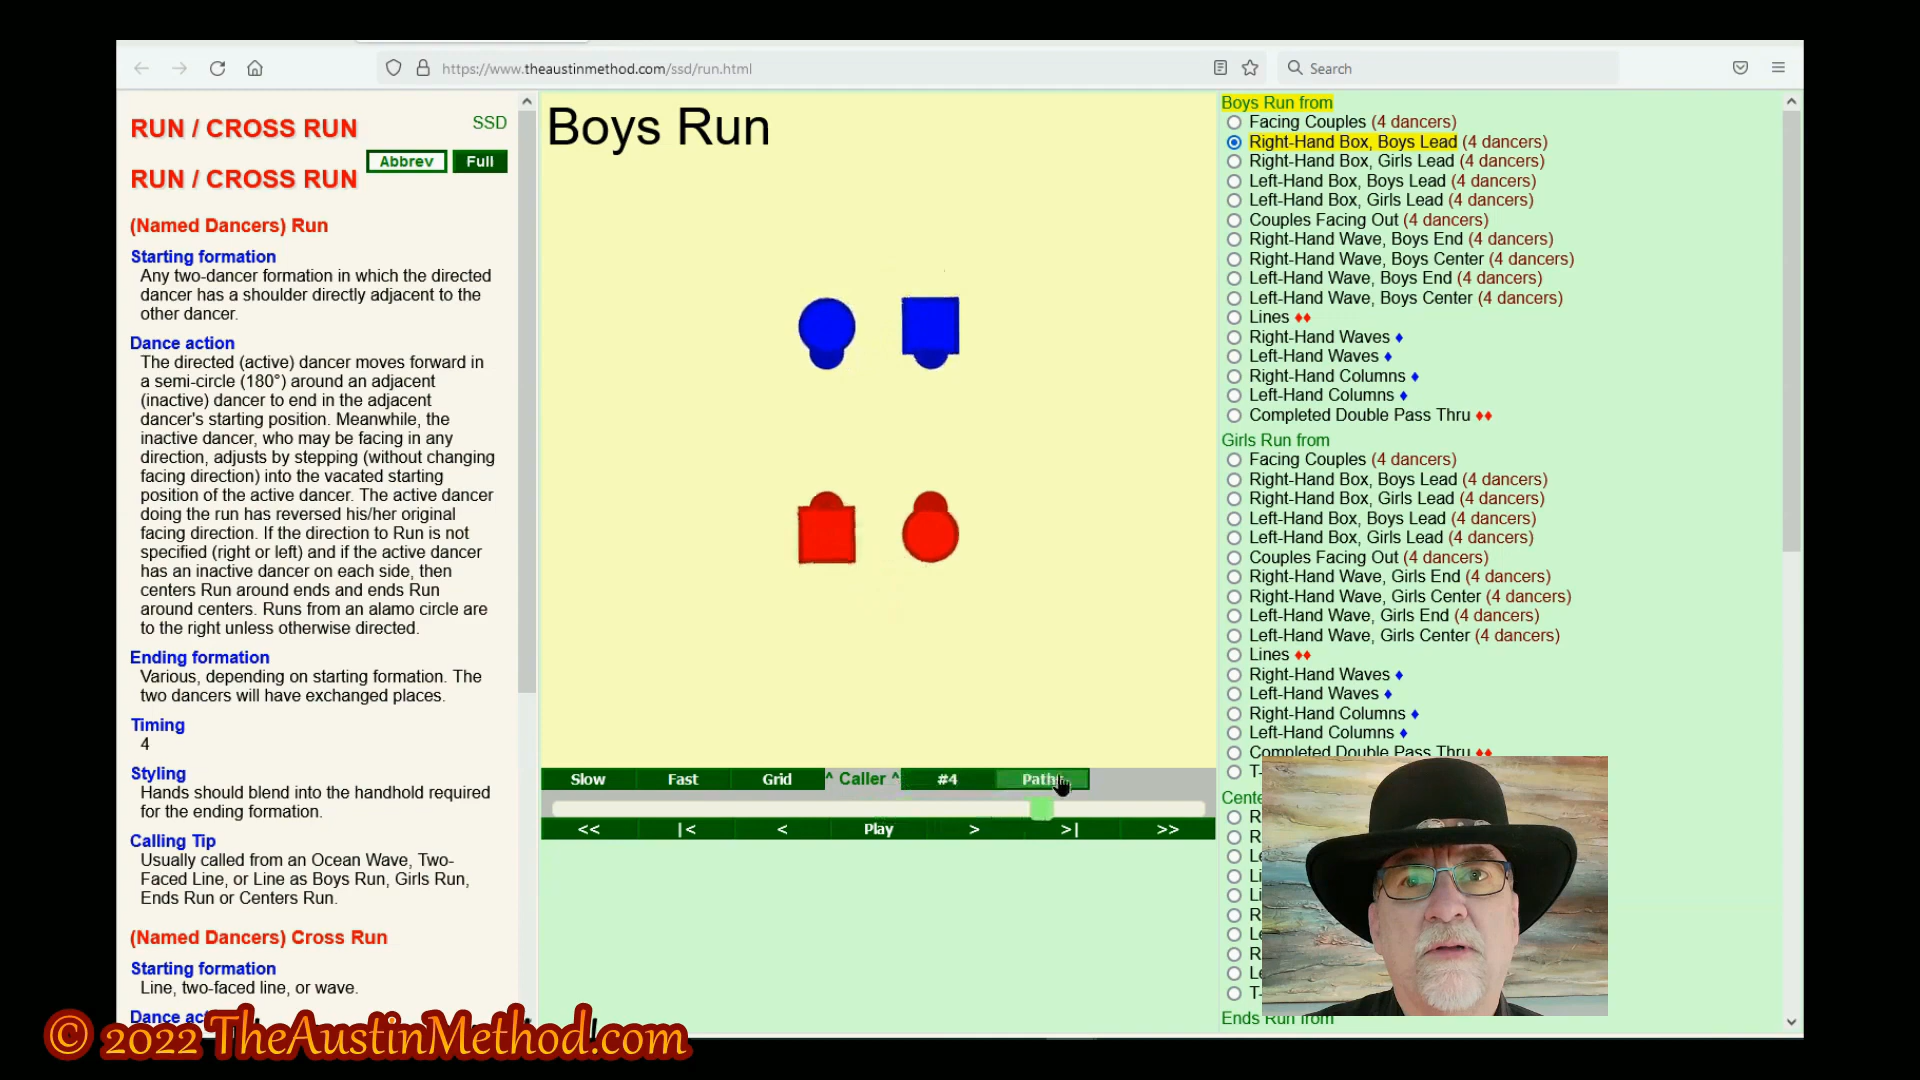 https://www.theaustinmethod.com/ssd/run.html
Search
RUN / CROSS RUN
SSD
Abbrev
Full
RUN / CROSS RUN
(Named Dancers) Run
Starting formation
Any two-dancer formation in which the directed
dancer has a shoulder directly adjacent to the
other dancer.
Dance action
The directed (active) dancer moves forward in
a semi-circle (180°) around an adjacent
(inactive) dancer to end in the adjacent
dancer's starting position. Meanwhile, the
inactive dancer, who may be facing in any
direction, adjusts by stepping (without changing
facing direction) into the vacated starting
position of the active dancer. The active dancer
doing the run has reversed his/her original
facing direction. If the direction to Run is not
specified (right or left) and if the active dancer
has an inactive dancer on each side, then
centers Run around ends and ends Run
around centers. Runs from an alamo circle are
to the right unless otherwise directed.
Ending formation
Various, depending on starting formation. The
two dancers will have exchanged places.
Timing
4
Styling
Hands should blend into the handhold required
for the ending formation.
Calling Tip
Usually called from an Ocean Wave, Two-
Faced Line, or Line as Boys Run, Girls Run,
Ends Run or Centers Run.
(Named Dancers) Cross Run
Starting formation
Line, two-faced line, or wave.
Boys Run
Slow
Fast
Grid
^ Caller ^
#4
Path
<<
|<
<
Play
>
>|
>>
Boys Run from
Facing Couples (4 dancers)
Right-Hand Box, Boys Lead (4 dancers)
Right-Hand Box, Girls Lead (4 dancers)
Left-Hand Box, Boys Lead (4 dancers)
Left-Hand Box, Girls Lead (4 dancers)
Couples Facing Out (4 dancers)
Right-Hand Wave, Boys End (4 dancers)
Right-Hand Wave, Boys Center (4 dancers)
Left-Hand Wave, Boys End (4 dancers)
Left-Hand Wave, Boys Center (4 dancers)
Lines ♦♦
Right-Hand Waves ♦
Left-Hand Waves ♦
Right-Hand Columns ♦
Left-Hand Columns ♦
Completed Double Pass Thru ♦♦
Girls Run from
Facing Couples (4 dancers)
Right-Hand Box, Boys Lead (4 dancers)
Right-Hand Box, Girls Lead (4 dancers)
Left-Hand Box, Boys Lead (4 dancers)
Left-Hand Box, Girls Lead (4 dancers)
Couples Facing Out (4 dancers)
Right-Hand Wave, Girls End (4 dancers)
Right-Hand Wave, Girls Center (4 dancers)
Left-Hand Wave, Girls End (4 dancers)
Left-Hand Wave, Girls Center (4 dancers)
Lines ♦♦
Right-Hand Waves ♦
Left-Hand Waves ♦
Right-Hand Columns ♦
Left-Hand Columns ♦
Completed Double Pass Thru ♦♦
Ends Run from
© 2022 TheAustinMethod.com